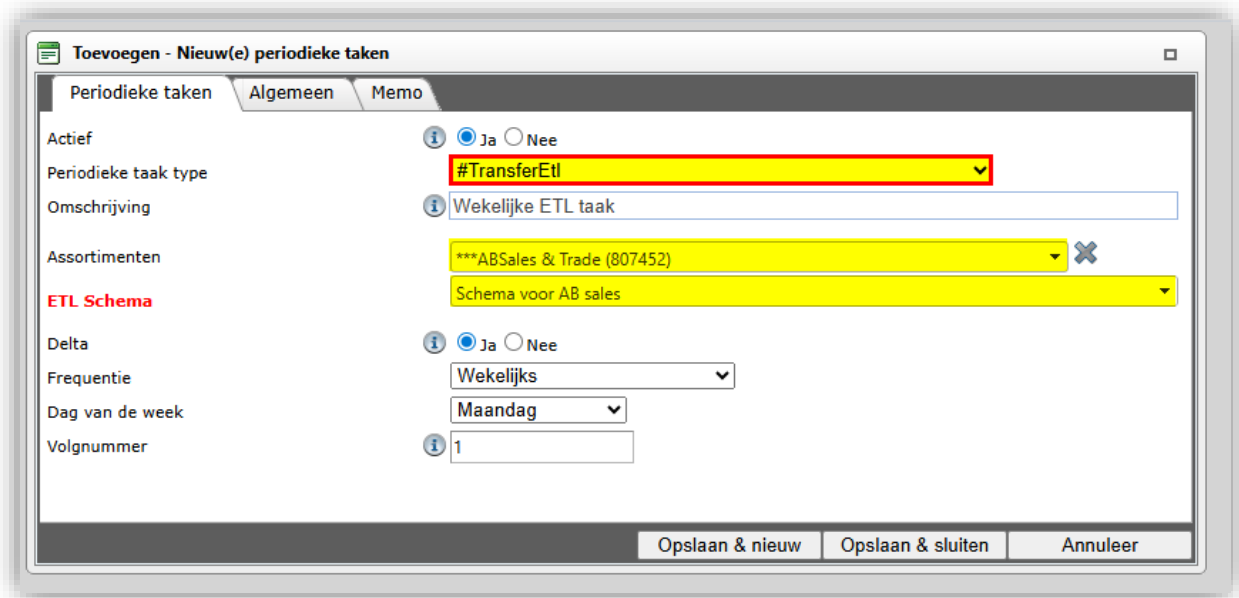 Toevoegen - Nieuw(e) periodieke taken
Periodieke taken Algemeen Memo
Actief Ja Nee
Periodieke taak type #TransferEtl
Omschrijving Wekelijke ETL taak
Assortimenten ***ABSales & Trade (807452)
ETL Schema Schema voor AB sales
Delta Ja Nee
Frequentie Wekelijks
Dag van de week Maandag
Volgnummer 1
Opslaan & nieuw Opslaan & sluiten Annuleer